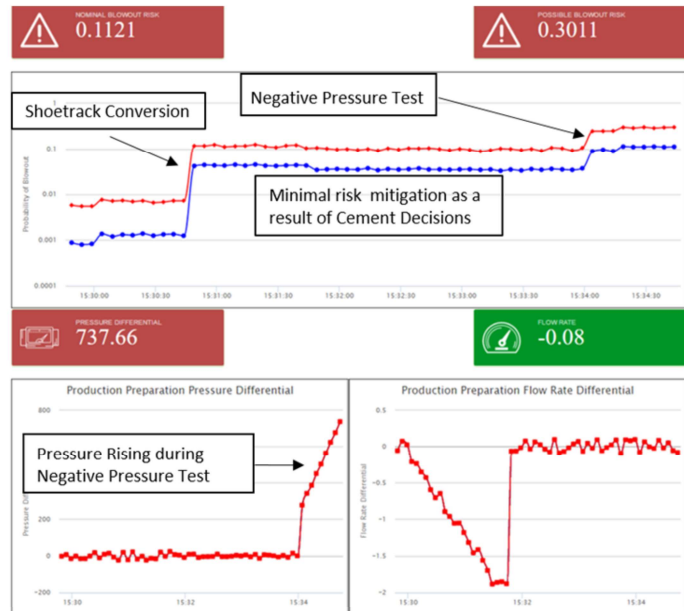 NOMINAL BLOWOUT RISK
0.1121
POSSIBLE BLOWOUT RISK
0.3011
Shoetrack Conversion
Negative Pressure Test
Minimal risk mitigation as a
result of Cement Decisions
Probability of Blowout
1
0.1
0.01
0.001
0.0001
15:30:00
15:30:30
15:31:00
15:31:30
15:32:00
15:32:30
15:33:00
15:33:30
15:34:00
15:34:30
PRESSURE DIFFERENTIAL
737.66
FLOW RATE
-0.08
Production Preparation Pressure Differential
800
Pressure Rising during
Negative Pressure Test
Pressure
200
0
-200
15:30
15:32
15:34
Production Preparation Flow Rate Differential
Flow Rate Differential
0.5
0
-0.5
-1
-1.5
-2
15:30
15:32
15:34